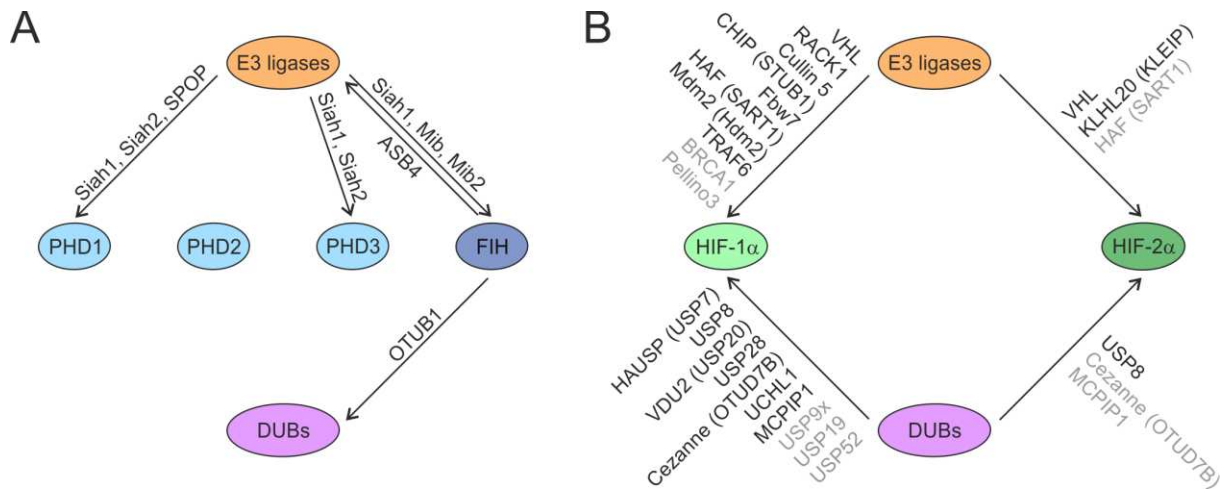 A
E3 ligases
Siah1, Siah2, SPOP
Siah1, Siah2
Siah1, Mib, Mib2
ASB4
PHD1
PHD2
PHD3
FIH
OTUB1
DUBs
B
E3 ligases
VHL
RACK1
Cullin 5
CHIP (STUB1)
Fbw7
HAF (SART1)
Mdm2 (Hdm2)
TRAF6
BRCA1
Pellino3
VHL
KLHL20 (KLEIP)
HAF (SART1)
HIF-1α
HIF-2α
HAUSP (USP7)
USP8
VDU2 (USP20)
USP28
Cezanne (OTUD7B)
UCHL1
MCPIP1
USP9x
USP19
USP52
USP8
Cezanne (OTUD7B)
MCPIP1
DUBs